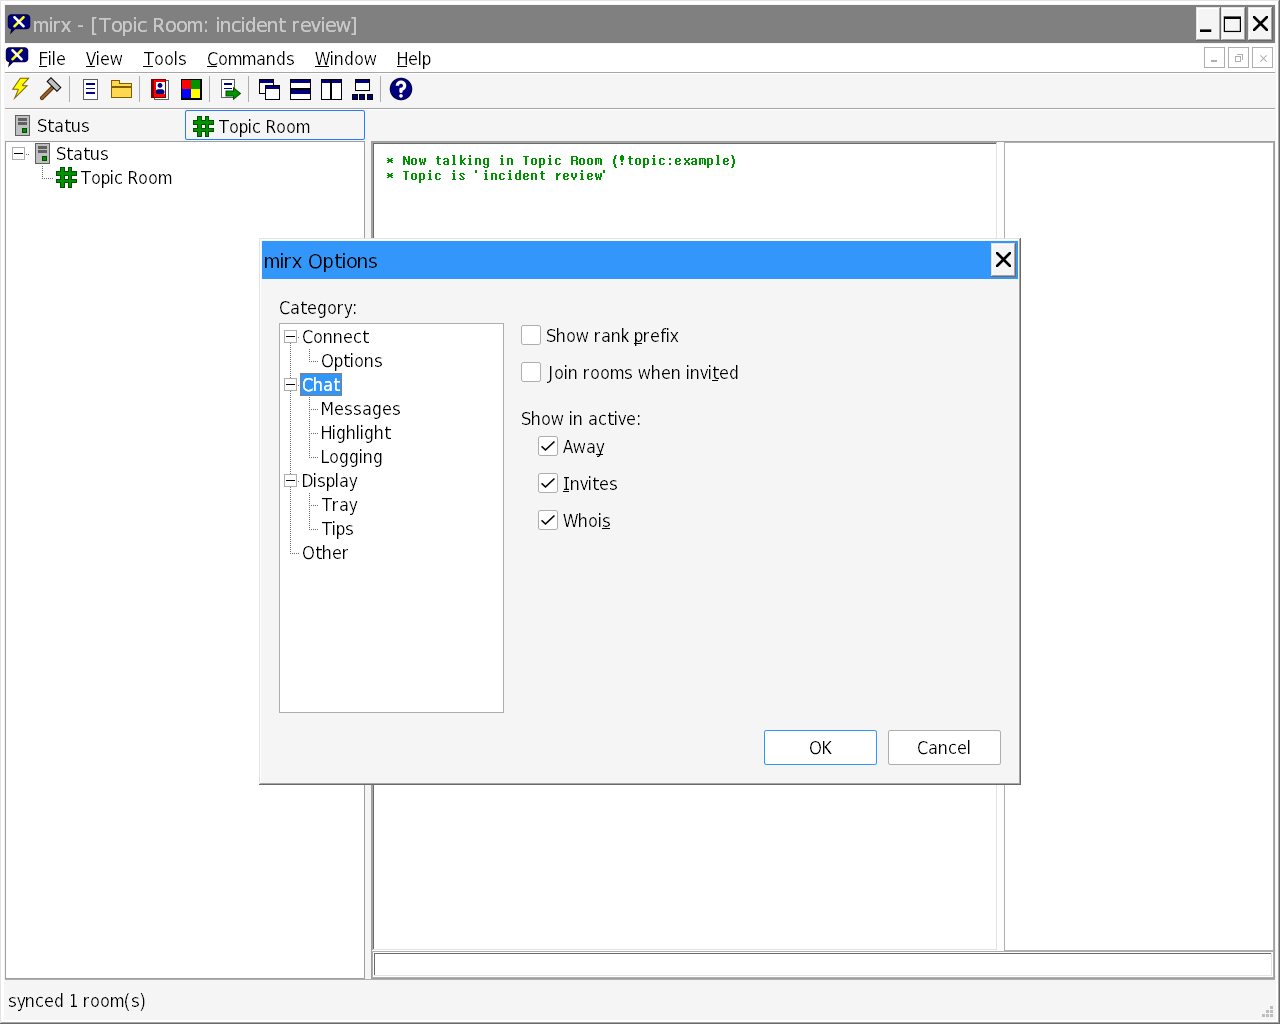 mirx - [Topic Room: incident review]
File View Tools Commands Window Help
Status Topic Room
Status
Topic Room
* Now talking in Topic Room (!topic:example)
* Topic is 'incident review'
mirx Options
Category:
Connect
Options
Chat
Messages
Highlight
Logging
Display
Tray
Tips
Other
Show rank prefix
Join rooms when invited
Show in active:
Away
Invites
Whois
OK Cancel
synced 1 room(s)